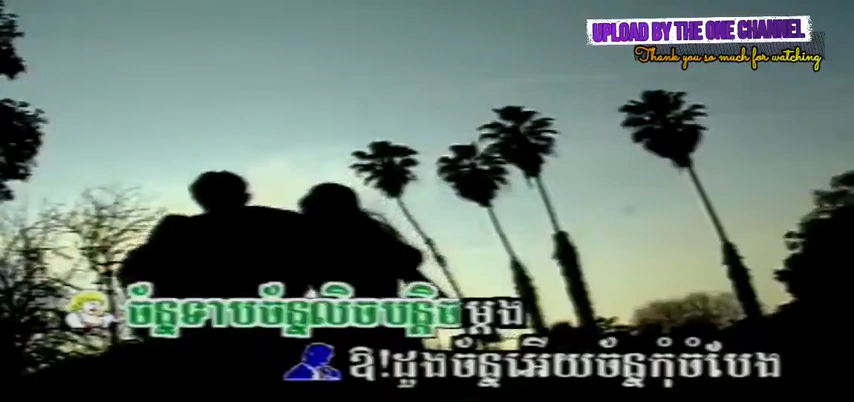 UPLOAD BY THE ONE CHANNEL
Thank you so much for watching
ច័ន្ទទាបច័ន្ទលិចបន្តិចម្ដង
ឱ!ដួងច័ន្ទអើយច័ន្ទកុំចំបែង